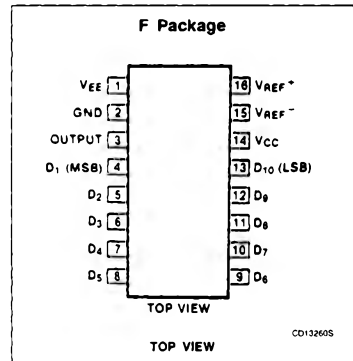 F Package
VEE 1 16 VREF+
GND 2 15 VREF-
OUTPUT 3 14 VCC
D1 (MSB) 4 13 D10 (LSB)
D2 5 12 D9
D3 6 11 D8
D4 7 10 D7
D5 8 9 D6
TOP VIEW
CD13260S
TOP VIEW